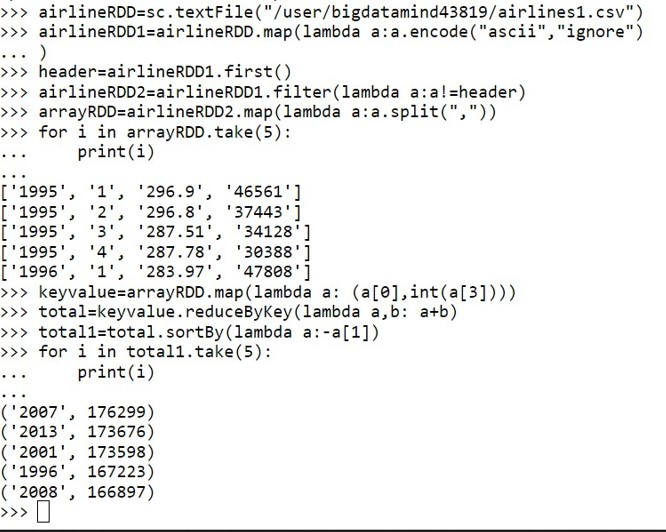 >>> airlineRDD=sc.textFile("/user/bigdatamind43819/airlines1.csv")
>>> airlineRDD1=airlineRDD.map(lambda a:a.encode("ascii","ignore")
... )
>>> header=airlineRDD1.first()
>>> airlineRDD2=airlineRDD1.filter(lambda a:a!=header)
>>> arrayRDD=airlineRDD2.map(lambda a:a.split(","))
>>> for i in arrayRDD.take(5):
...     print(i)
...
['1995', '1', '296.9', '46561']
['1995', '2', '296.8', '37443']
['1995', '3', '287.51', '34128']
['1995', '4', '287.78', '30388']
['1996', '1', '283.97', '47808']
>>> keyvalue=arrayRDD.map(lambda a: (a[0],int(a[3])))
>>> total=keyvalue.reduceByKey(lambda a,b: a+b)
>>> total1=total.sortBy(lambda a:-a[1])
>>> for i in total1.take(5):
...     print(i)
...
('2007', 176299)
('2013', 173676)
('2001', 173598)
('1996', 167223)
('2008', 166897)
>>>